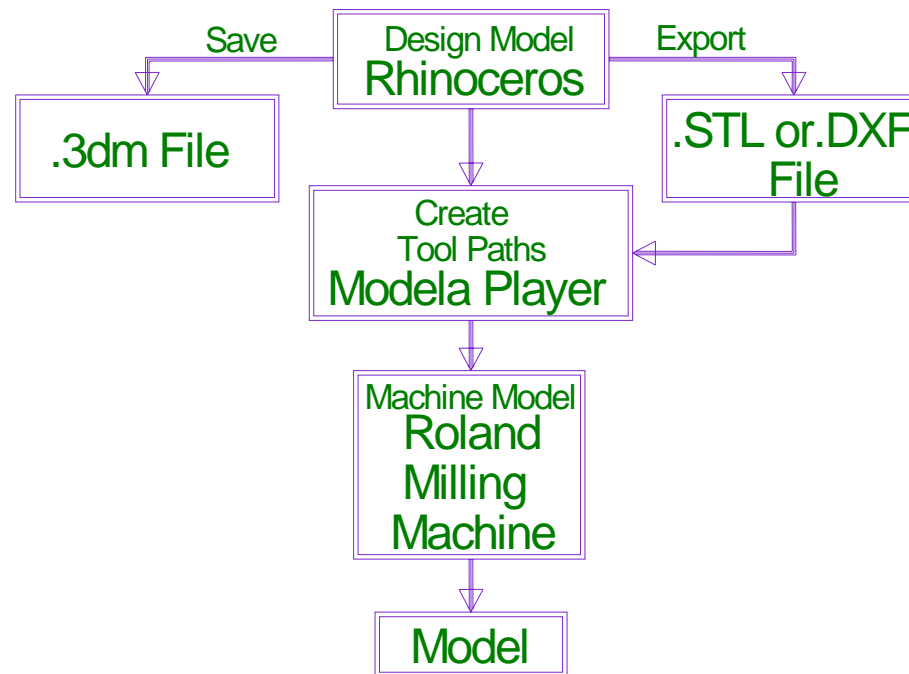 Save
Design Model
Rhinoceros
Export
.3dm File
.STL or.DXF
File
Create
Tool Paths
Modela Player
Machine Model
Roland
Milling
Machine
Model